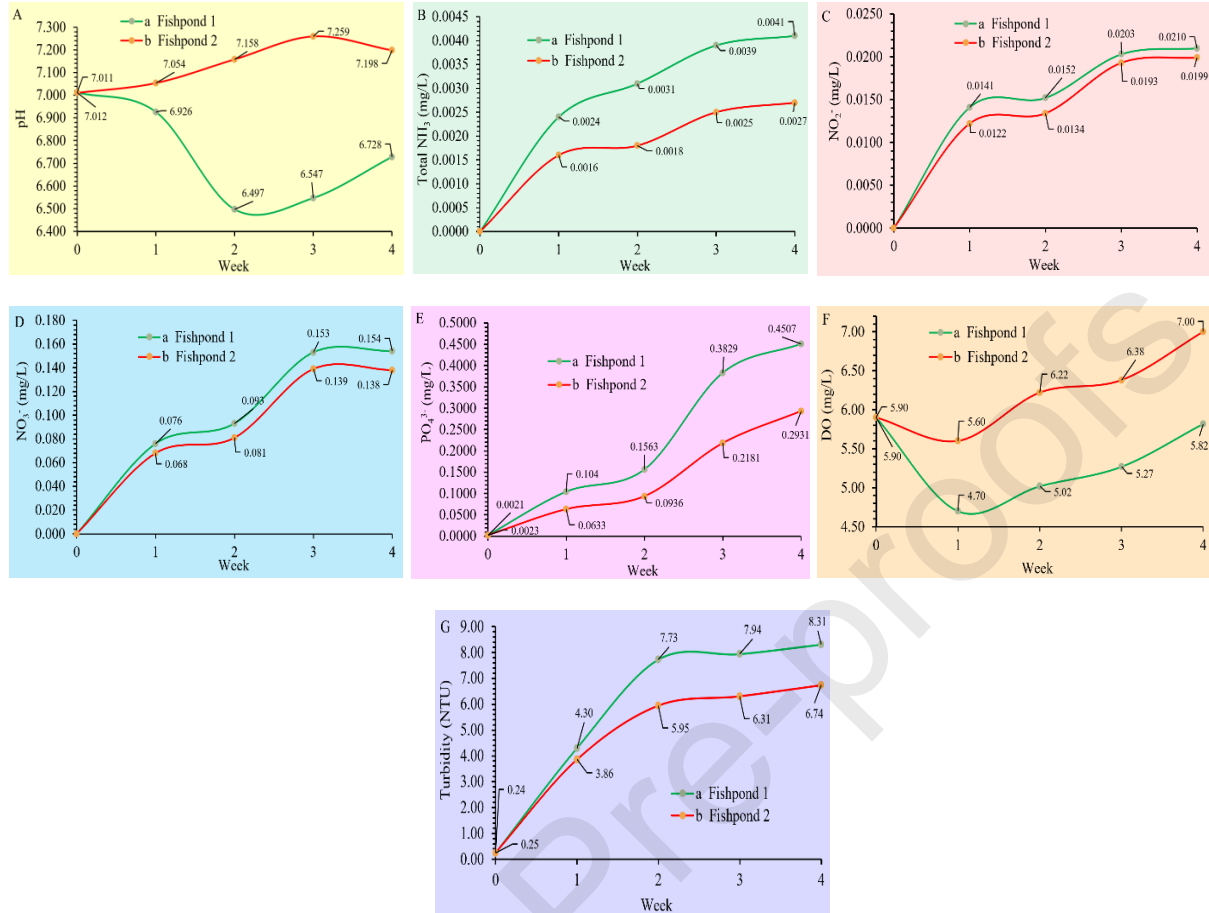 A
7.300
7.200
7.100
7.000
6.900
6.800
6.700
6.600
6.500
6.400
pH
a Fishpond 1
b Fishpond 2
7.011
7.054
7.158
7.259
7.198
7.012
6.926
6.497
6.547
6.728
0 1 2 3 4
Week
B
0.0045
0.0040
0.0035
0.0030
0.0025
0.0020
0.0015
0.0010
0.0005
0.0000
Total NH₃ (mg/L)
a Fishpond 1
b Fishpond 2
0.0024
0.0031
0.0039
0.0041
0.0016
0.0018
0.0025
0.0027
0 1 2 3 4
Week
C
0.0250
0.0200
0.0150
0.0100
0.0050
0.0000
NO₂⁻ (mg/L)
a Fishpond 1
b Fishpond 2
0.0141
0.0152
0.0203
0.0210
0.0122
0.0134
0.0193
0.0199
0 1 2 3 4
Week
D
0.180
0.160
0.140
0.120
0.100
0.080
0.060
0.040
0.020
0.000
NO₃⁻ (mg/L)
a Fishpond 1
b Fishpond 2
0.076
0.093
0.153
0.154
0.068
0.081
0.139
0.138
0 1 2 3 4
Week
E
0.5000
0.4500
0.4000
0.3500
0.3000
0.2500
0.2000
0.1500
0.1000
0.0500
0.0000
PO₄³⁻ (mg/L)
a Fishpond 1
b Fishpond 2
0.0021
0.104
0.1563
0.3829
0.4507
0.0023
0.0633
0.0936
0.2181
0.2931
0 1 2 3 4
Week
F
7.00
6.50
6.00
5.50
5.00
4.50
DO (mg/L)
a Fishpond 1
b Fishpond 2
5.90
5.60
6.22
6.38
7.00
5.90
4.70
5.02
5.27
5.82
0 1 2 3 4
Week
G
9.00
8.00
7.00
6.00
5.00
4.00
3.00
2.00
1.00
0.00
Turbidity (NTU)
0.24
4.30
7.73
7.94
8.31
0.25
3.86
5.95
6.31
6.74
a Fishpond 1
b Fishpond 2
0 1 2 3 4
Week
Pre-proofs